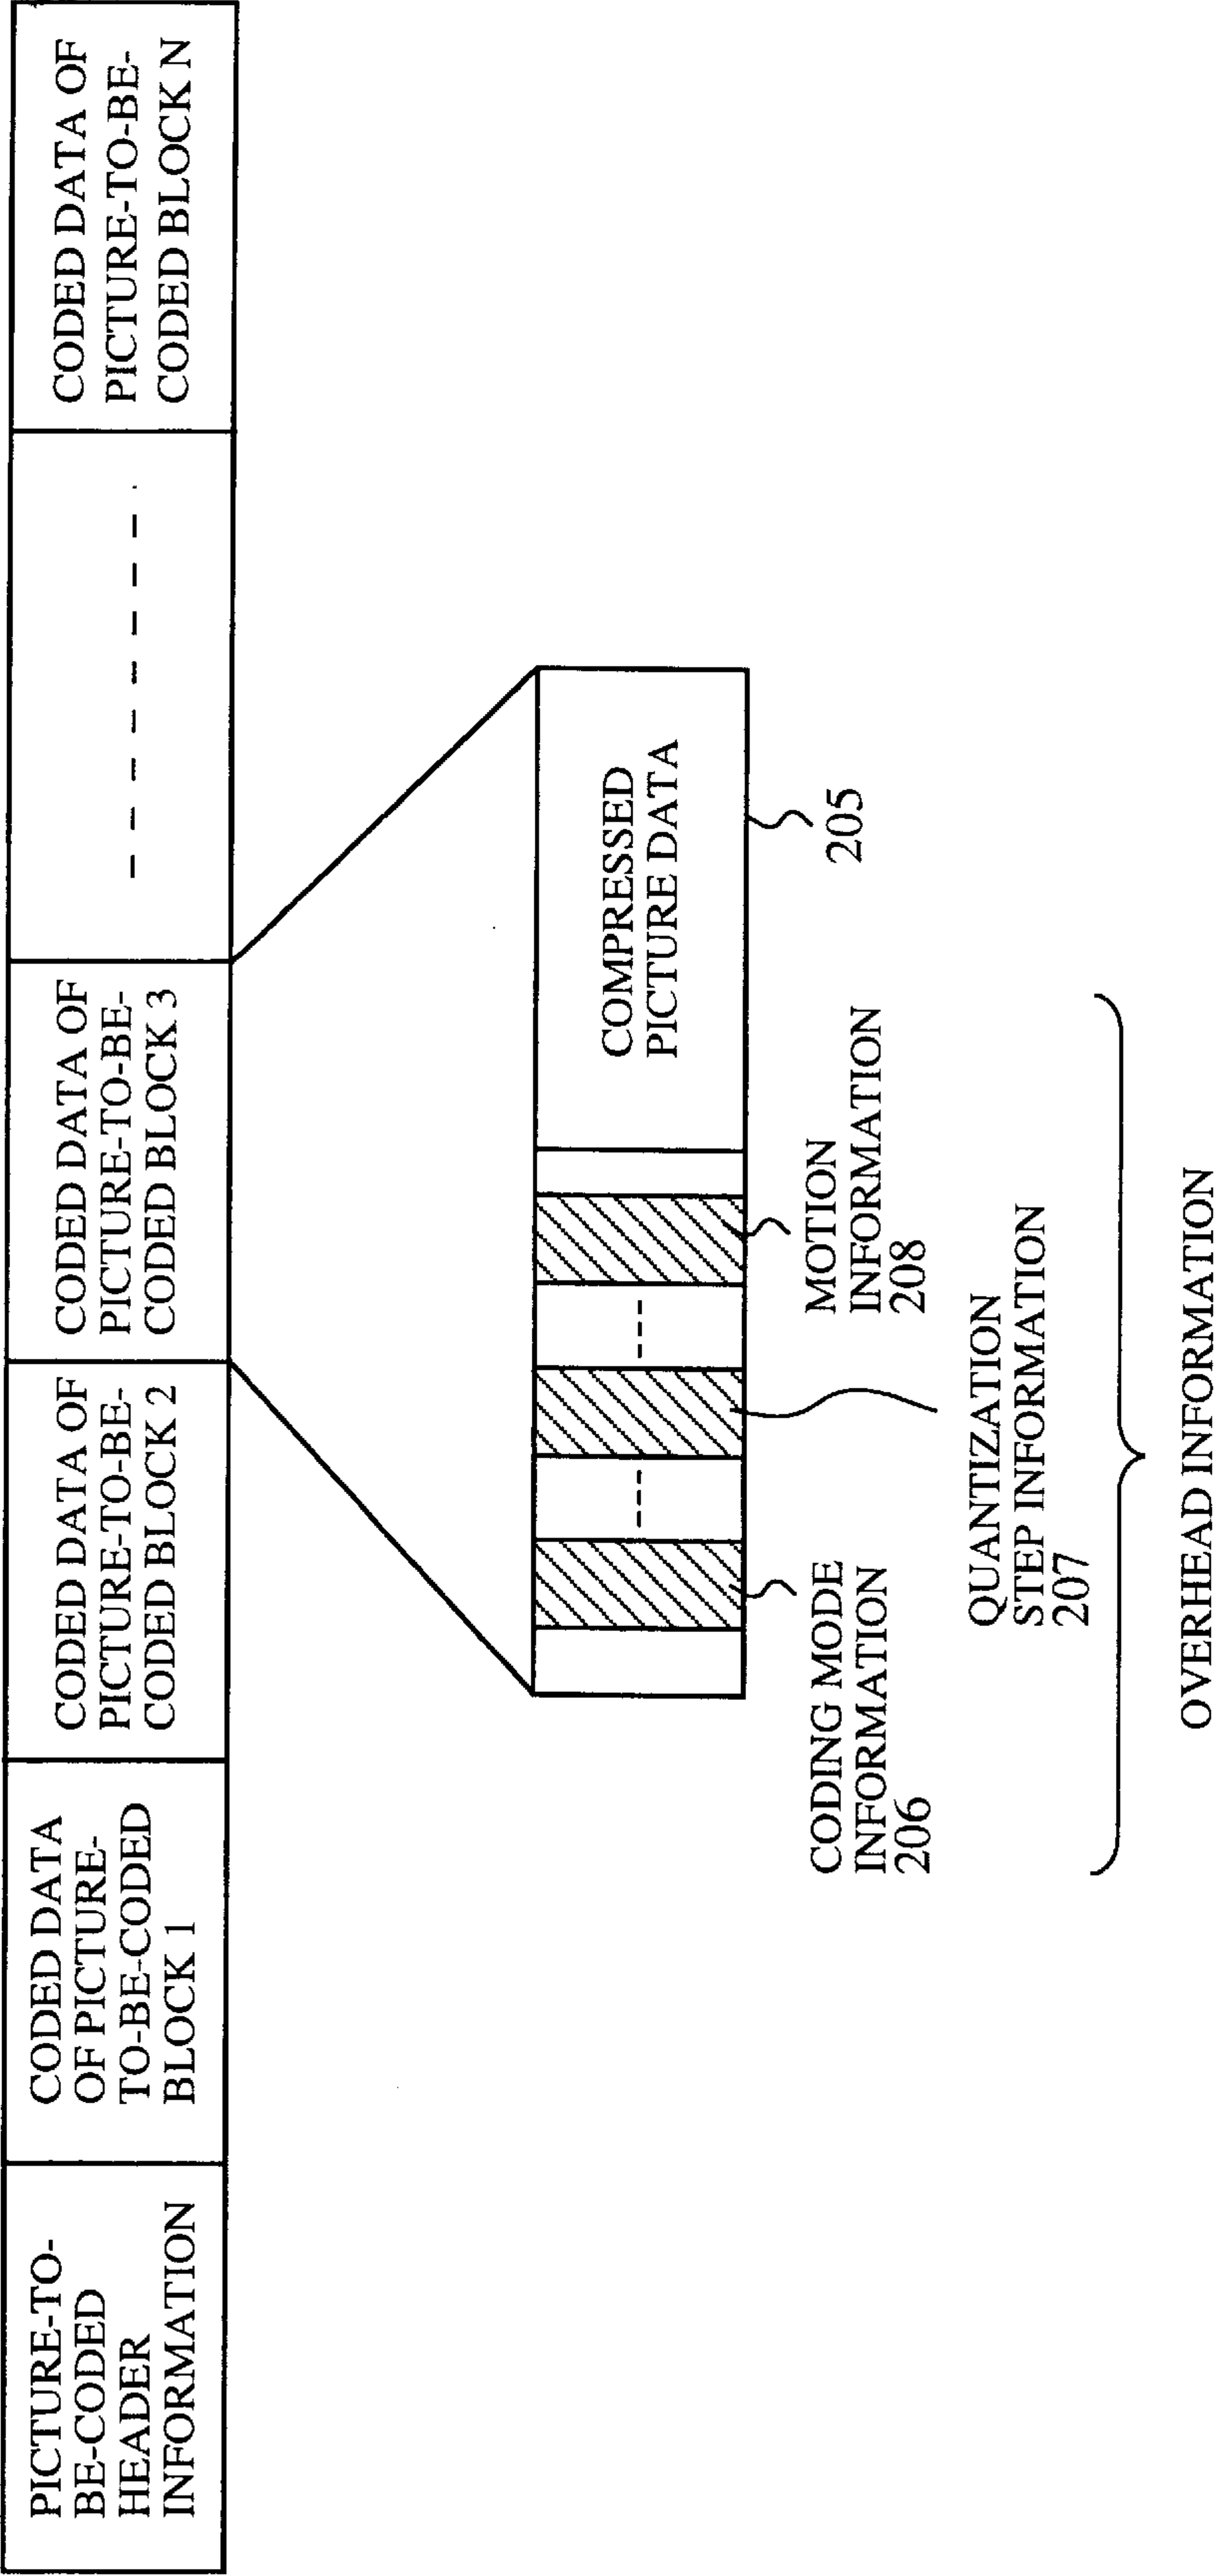 PICTURE-TO-
BE-CODED
HEADER
INFORMATION
CODED DATA
OF PICTURE-
TO-BE-CODED
BLOCK 1
CODED DATA OF
PICTURE-TO-BE-
CODED BLOCK 2
CODED DATA OF
PICTURE-TO-BE-
CODED BLOCK 3
CODED DATA OF
PICTURE-TO-BE-
CODED BLOCK N
COMPRESSED
PICTURE DATA
205
CODING MODE
INFORMATION
206
MOTION
INFORMATION
208
QUANTIZATION
STEP INFORMATION
207
OVERHEAD INFORMATION